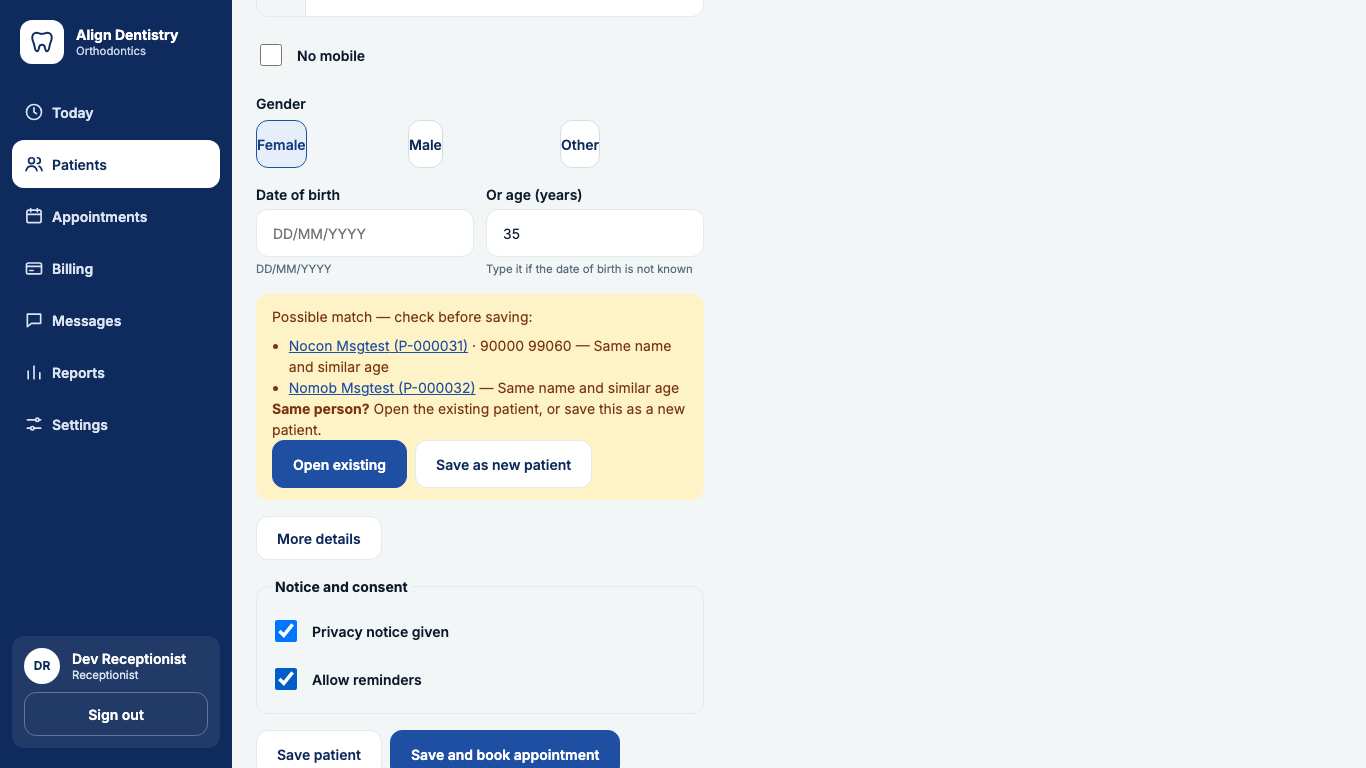 Align Dentistry
Orthodontics
Today
Patients
Appointments
Billing
Messages
Reports
Settings
DR
Dev Receptionist
Receptionist
Sign out
No mobile
Gender
Female
Male
Other
Date of birth
Or age (years)
DD/MM/YYYY
35
DD/MM/YYYY
Type it if the date of birth is not known
Possible match — check before saving:
• Nocon Msgtest (P-000031) · 90000 99060 — Same name
and similar age
• Nomob Msgtest (P-000032) — Same name and similar age
Same person? Open the existing patient, or save this as a new
patient.
Open existing
Save as new patient
More details
Notice and consent
Privacy notice given
Allow reminders
Save patient
Save and book appointment